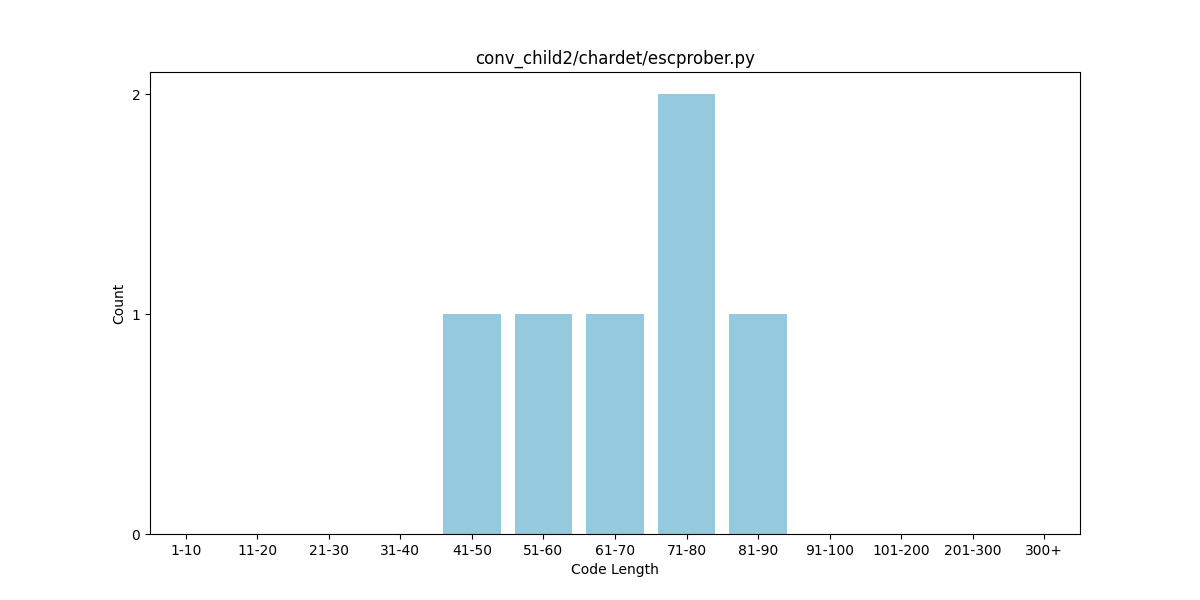 conv_child2/chardet/escprober.py
Count
2
1
0
1-10 11-20 21-30 31-40 41-50 51-60 61-70 71-80 81-90 91-100 101-200 201-300 300+
Code Length